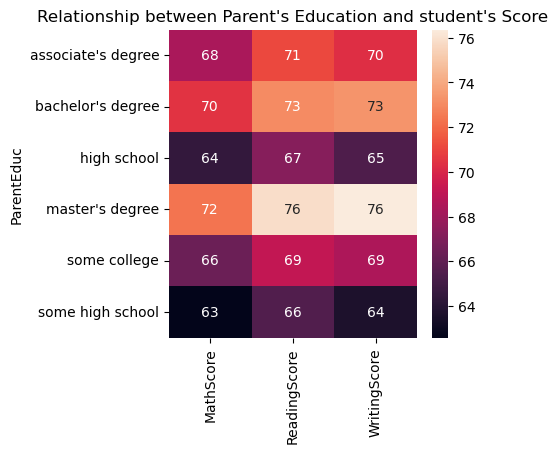 Relationship between Parent's Education and student's Score
associate's degree 68 71 70
bachelor's degree 70 73 73
high school 64 67 65
master's degree 72 76 76
some college 66 69 69
some high school 63 66 64
ParentEduc
MathScore
ReadingScore
WritingScore
76
74
72
70
68
66
64